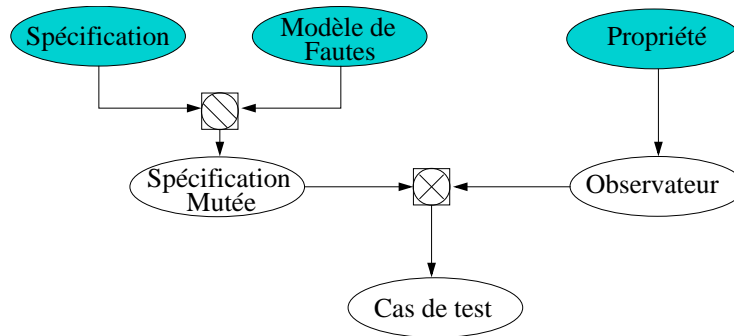 Spécification
Modèle de
Fautes
Propriété
Spécification
Mutée
Observateur
Cas de test